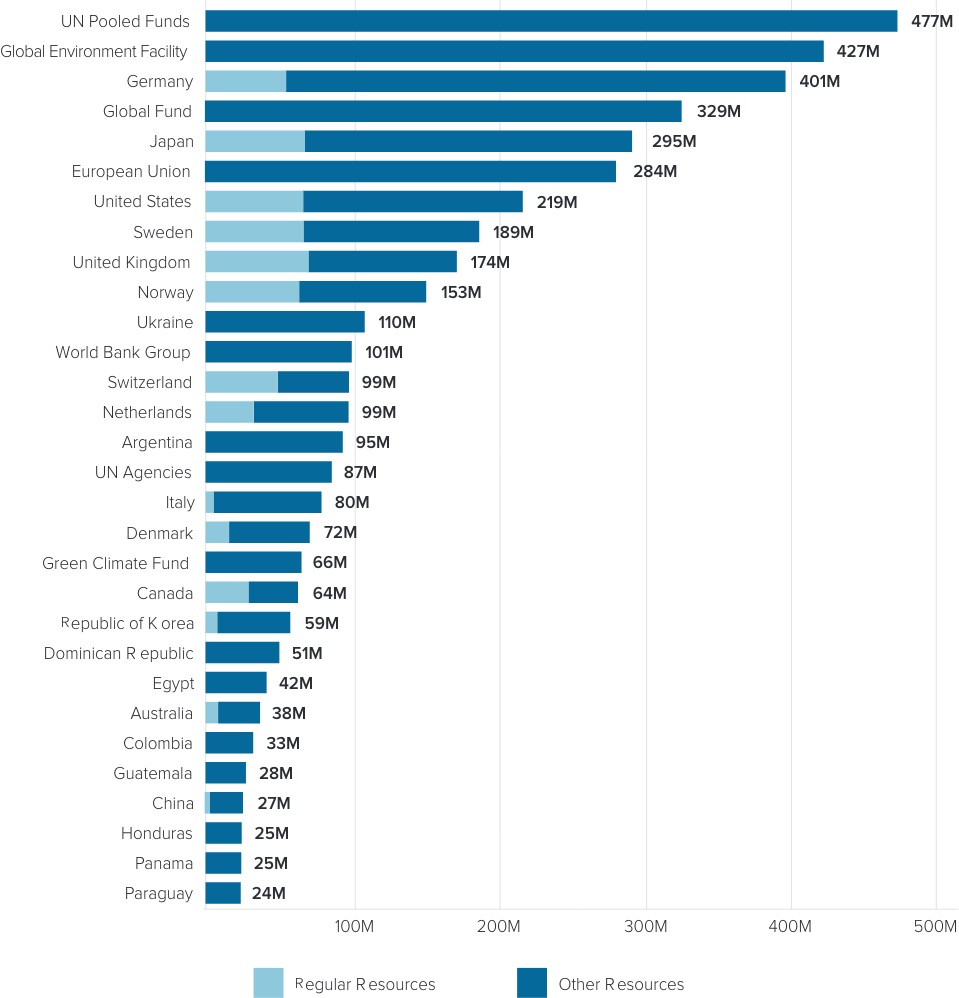 UN Pooled Funds 477M
Global Environment Facility 427M
Germany 401M
Global Fund 329M
Japan 295M
European Union 284M
United States 219M
Sweden 189M
United Kingdom 174M
Norway 153M
Ukraine 110M
World Bank Group 101M
Switzerland 99M
Netherlands 99M
Argentina 95M
UN Agencies 87M
Italy 80M
Denmark 72M
Green Climate Fund 66M
Canada 64M
Republic of K orea 59M
Dominican R epublic 51M
Egypt 42M
Australia 38M
Colombia 33M
Guatemala 28M
China 27M
Honduras 25M
Panama 25M
Paraguay 24M
100M 200M 300M 400M 500M
Regular Resources Other Resources